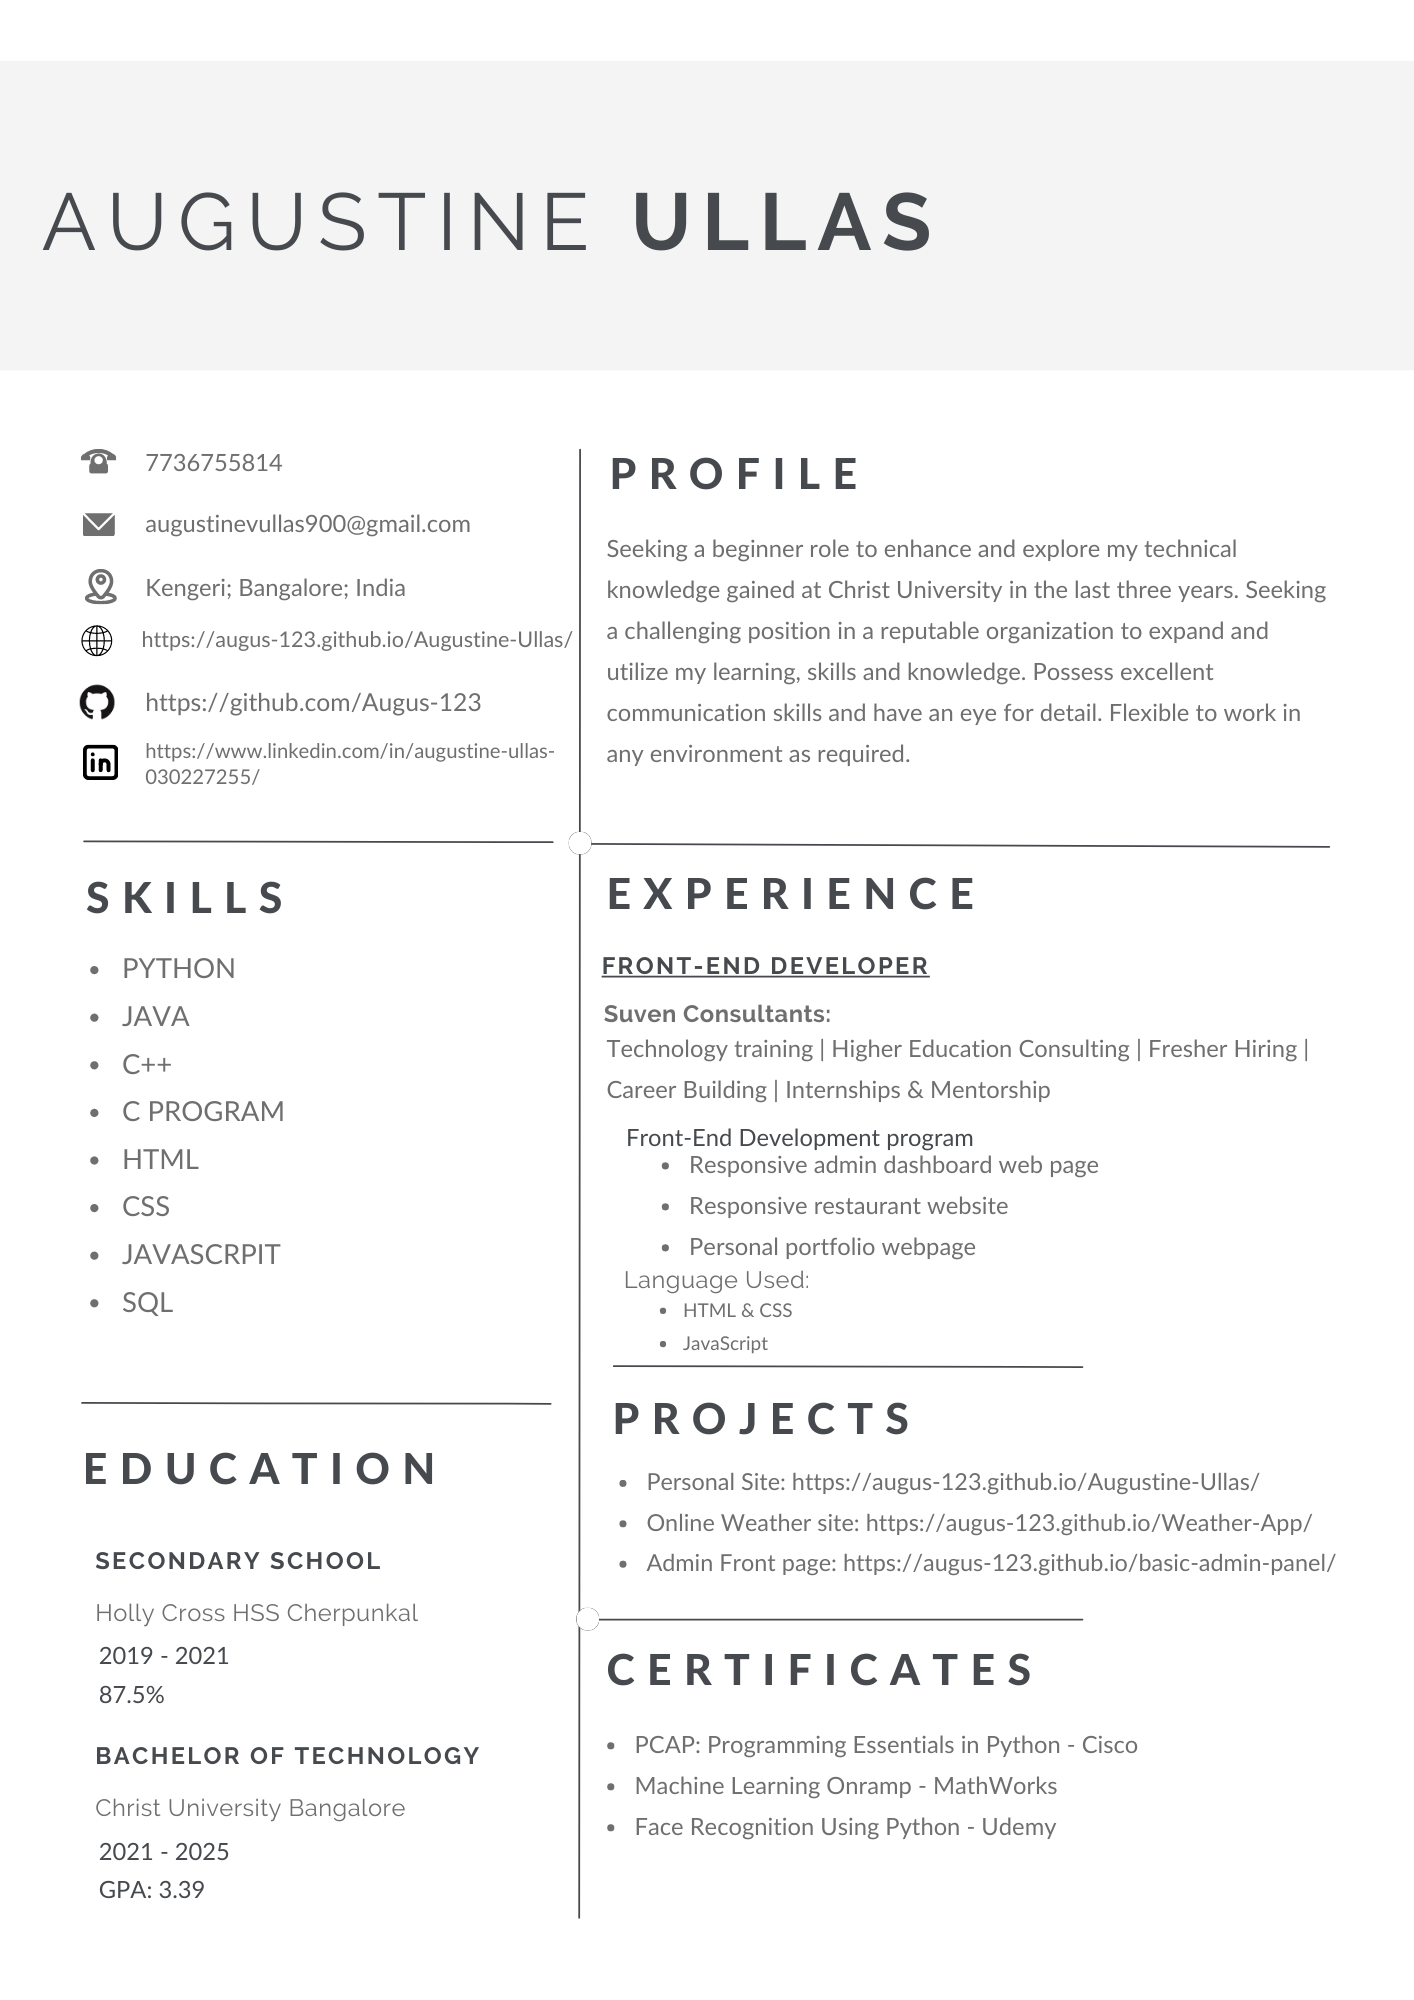 AUGUSTINE ULLAS
7736755814
augustinevullas900@gmail.com
Kengeri; Bangalore; India
https://augus-123.github.io/Augustine-Ullas/
https://github.com/Augus-123
https://www.linkedin.com/in/augustine-ullas-
030227255/
SKILLS
• PYTHON
• JAVA
• C++
• C PROGRAM
• HTML
• CSS
• JAVASCRPIT
• SQL
EDUCATION
SECONDARY SCHOOL
Holly Cross HSS Cherpunkal
2019 - 2021
87.5%
BACHELOR OF TECHNOLOGY
Christ University Bangalore
2021 - 2025
GPA: 3.39
PROFILE
Seeking a beginner role to enhance and explore my technical
knowledge gained at Christ University in the last three years. Seeking
a challenging position in a reputable organization to expand and
utilize my learning, skills and knowledge. Possess excellent
communication skills and have an eye for detail. Flexible to work in
any environment as required.
EXPERIENCE
FRONT-END DEVELOPER
Suven Consultants:
Technology training | Higher Education Consulting | Fresher Hiring |
Career Building | Internships & Mentorship
Front-End Development program
• Responsive admin dashboard web page
• Responsive restaurant website
• Personal portfolio webpage
Language Used:
• HTML & CSS
• JavaScript
PROJECTS
• Personal Site: https://augus-123.github.io/Augustine-Ullas/
• Online Weather site: https://augus-123.github.io/Weather-App/
• Admin Front page: https://augus-123.github.io/basic-admin-panel/
CERTIFICATES
• PCAP: Programming Essentials in Python - Cisco
• Machine Learning Onramp - MathWorks
• Face Recognition Using Python - Udemy